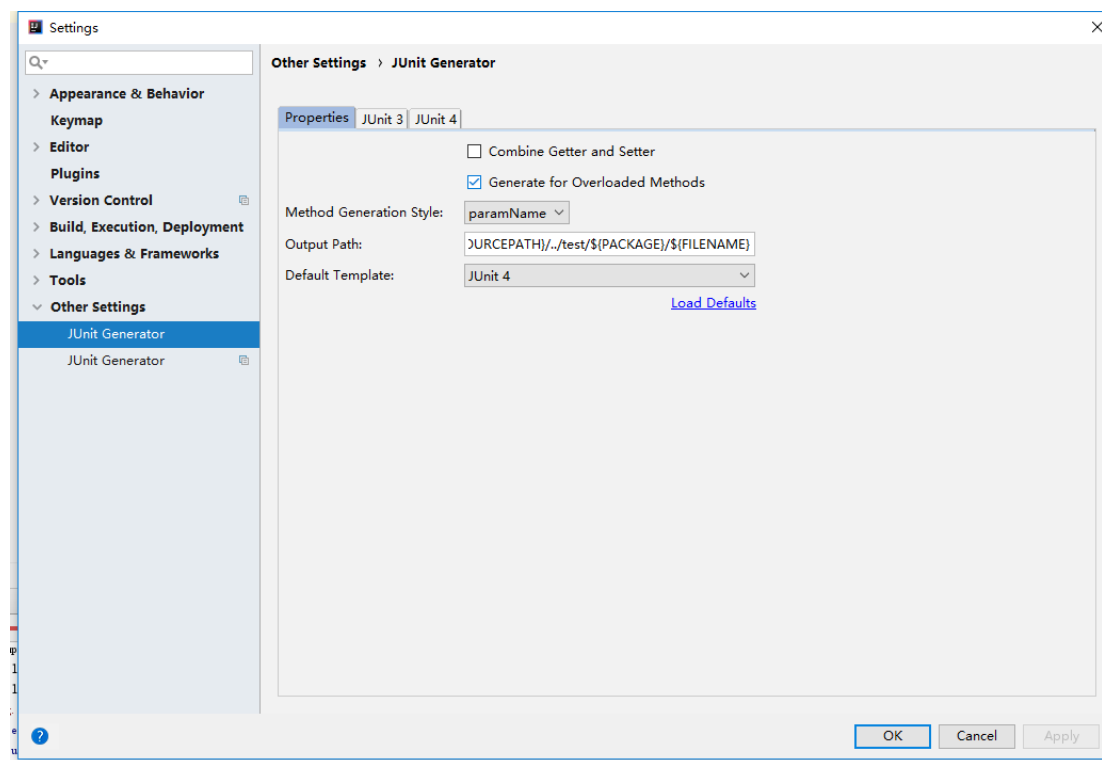 Settings
Appearance & Behavior
Keymap
Editor
Plugins
Version Control
Build, Execution, Deployment
Languages & Frameworks
Tools
Other Settings
JUnit Generator
JUnit Generator
Other Settings › JUnit Generator
Properties JUnit 3 JUnit 4
Combine Getter and Setter
Generate for Overloaded Methods
Method Generation Style: paramName
Output Path: OURCEPATH}/../test/${PACKAGE}/${FILENAME}
Default Template: JUnit 4
Load Defaults
OK Cancel Apply